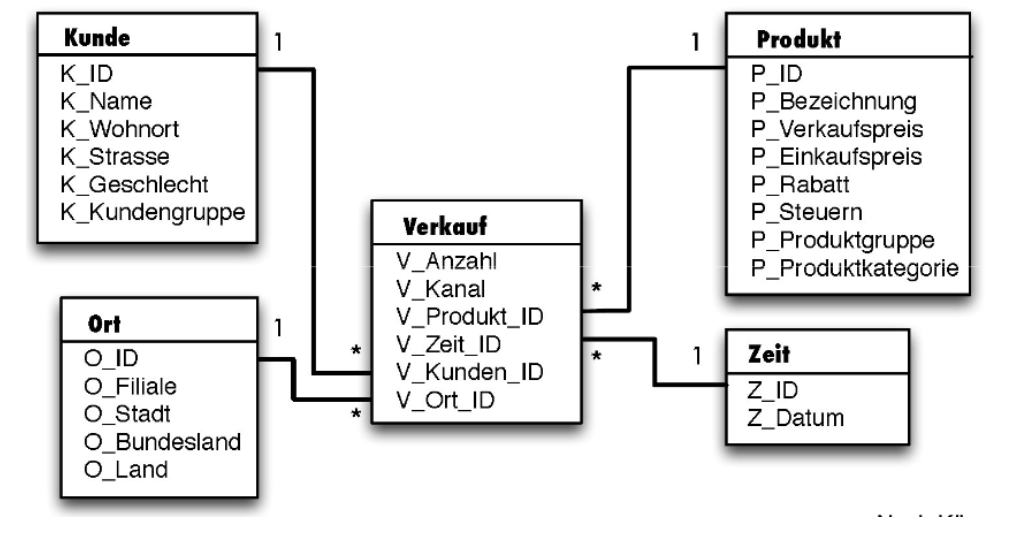 Kunde
K_ID
K_Name
K_Wohnort
K_Strasse
K_Geschlecht
K_Kundengruppe
1
Produkt
P_ID
P_Bezeichnung
P_Verkaufspreis
P_Einkaufspreis
P_Rabatt
P_Steuern
P_Produktgruppe
P_Produktkategorie
1
Verkauf
V_Anzahl
V_Kanal
V_Produkt_ID
V_Zeit_ID
V_Kunden_ID
V_Ort_ID
*
*
*
*
Ort
O_ID
O_Filiale
O_Stadt
O_Bundesland
O_Land
1
Zeit
Z_ID
Z_Datum
1